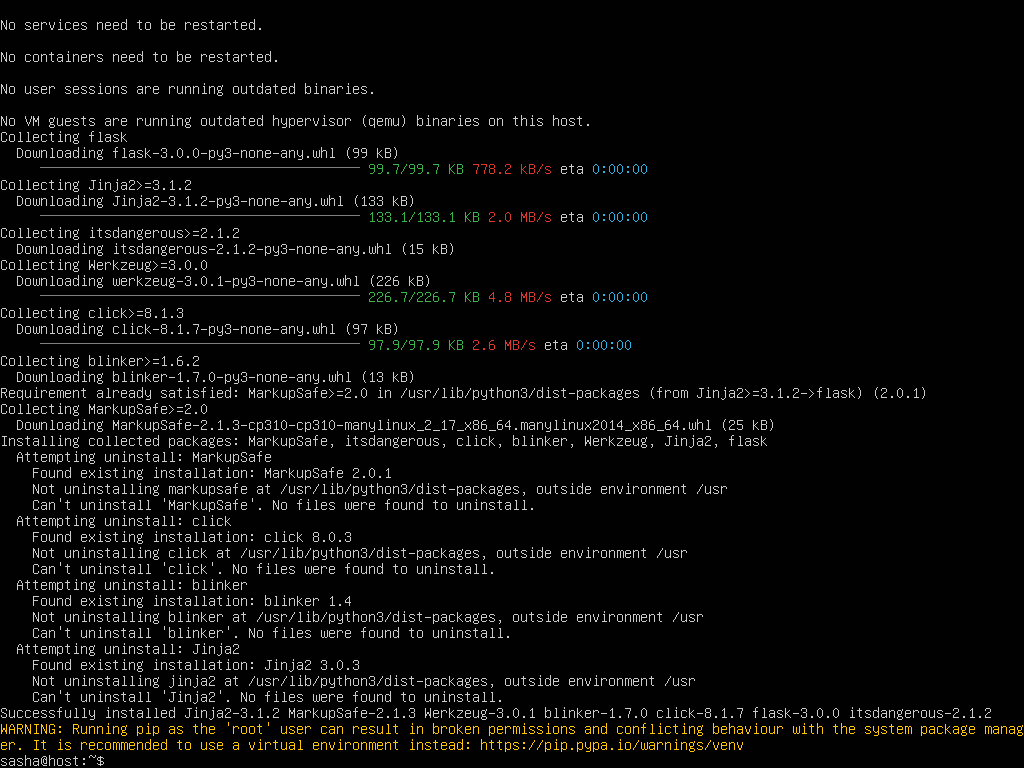 No services need to be restarted.
No containers need to be restarted.
No user sessions are running outdated binaries.
No VM guests are running outdated hypervisor (qemu) binaries on this host.
Collecting flask
  Downloading flask-3.0.0-py3-none-any.whl (99 kB)
99.7/99.7 KB 778.2 kB/s eta 0:00:00
Collecting Jinja2>=3.1.2
  Downloading Jinja2-3.1.2-py3-none-any.whl (133 kB)
133.1/133.1 KB 2.0 MB/s eta 0:00:00
Collecting itsdangerous>=2.1.2
  Downloading itsdangerous-2.1.2-py3-none-any.whl (15 kB)
Collecting Werkzeug>=3.0.0
  Downloading werkzeug-3.0.1-py3-none-any.whl (226 kB)
226.7/226.7 KB 4.8 MB/s eta 0:00:00
Collecting click>=8.1.3
  Downloading click-8.1.7-py3-none-any.whl (97 kB)
97.9/97.9 KB 2.6 MB/s eta 0:00:00
Collecting blinker>=1.6.2
  Downloading blinker-1.7.0-py3-none-any.whl (13 kB)
Requirement already satisfied: MarkupSafe>=2.0 in /usr/lib/python3/dist-packages (from Jinja2>=3.1.2->flask) (2.0.1)
Collecting MarkupSafe>=2.0
  Downloading MarkupSafe-2.1.3-cp310-cp310-manylinux_2_17_x86_64.manylinux2014_x86_64.whl (25 kB)
Installing collected packages: MarkupSafe, itsdangerous, click, blinker, Werkzeug, Jinja2, flask
  Attempting uninstall: MarkupSafe
    Found existing installation: MarkupSafe 2.0.1
    Not uninstalling markupsafe at /usr/lib/python3/dist-packages, outside environment /usr
    Can't uninstall 'MarkupSafe'. No files were found to uninstall.
  Attempting uninstall: click
    Found existing installation: click 8.0.3
    Not uninstalling click at /usr/lib/python3/dist-packages, outside environment /usr
    Can't uninstall 'click'. No files were found to uninstall.
  Attempting uninstall: blinker
    Found existing installation: blinker 1.4
    Not uninstalling blinker at /usr/lib/python3/dist-packages, outside environment /usr
    Can't uninstall 'blinker'. No files were found to uninstall.
  Attempting uninstall: Jinja2
    Found existing installation: Jinja2 3.0.3
    Not uninstalling jinja2 at /usr/lib/python3/dist-packages, outside environment /usr
    Can't uninstall 'Jinja2'. No files were found to uninstall.
Successfully installed Jinja2-3.1.2 MarkupSafe-2.1.3 Werkzeug-3.0.1 blinker-1.7.0 click-8.1.7 flask-3.0.0 itsdangerous-2.1.2
WARNING: Running pip as the 'root' user can result in broken permissions and conflicting behaviour with the system package manag
er. It is recommended to use a virtual environment instead: https://pip.pypa.io/warnings/venv
sasha@host:~$